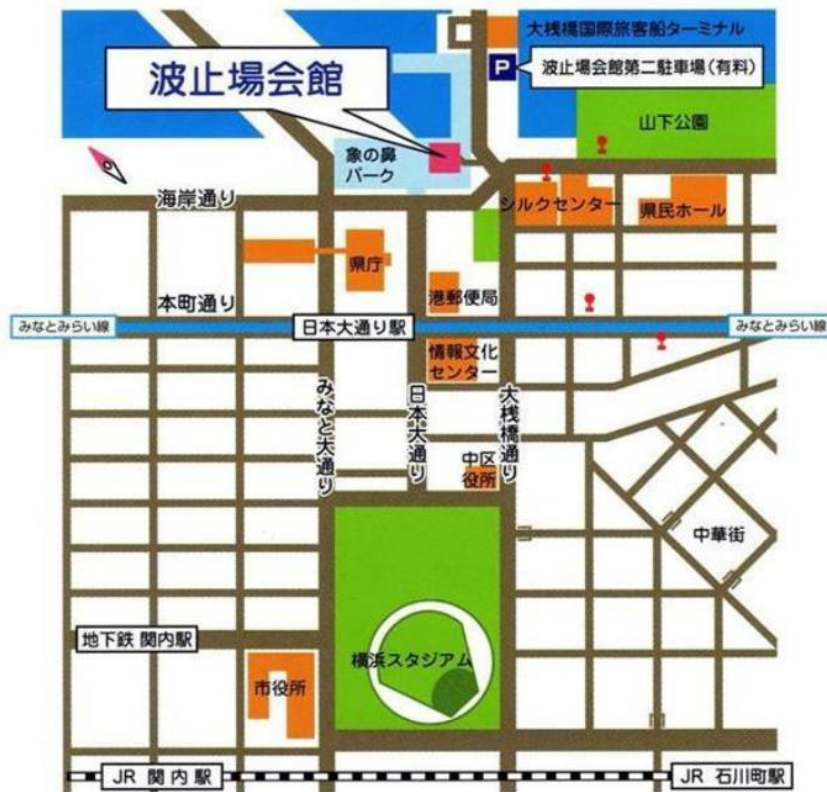 大桟橋国際旅客船ターミナル
波止場会館
P
波止場会館第二駐車場(有料)
山下公園
象の鼻
パーク
海岸通り
シルクセンター
県民ホール
県庁
港郵便局
本町通り
みなとみらい線
日本大通り駅
みなとみらい線
情報文化
センター
みなと大通り
日本大通り
大桟橋通り
中区
役所
中華街
地下鉄 関内駅
横浜スタジアム
市役所
JR 関内駅
JR 石川町駅